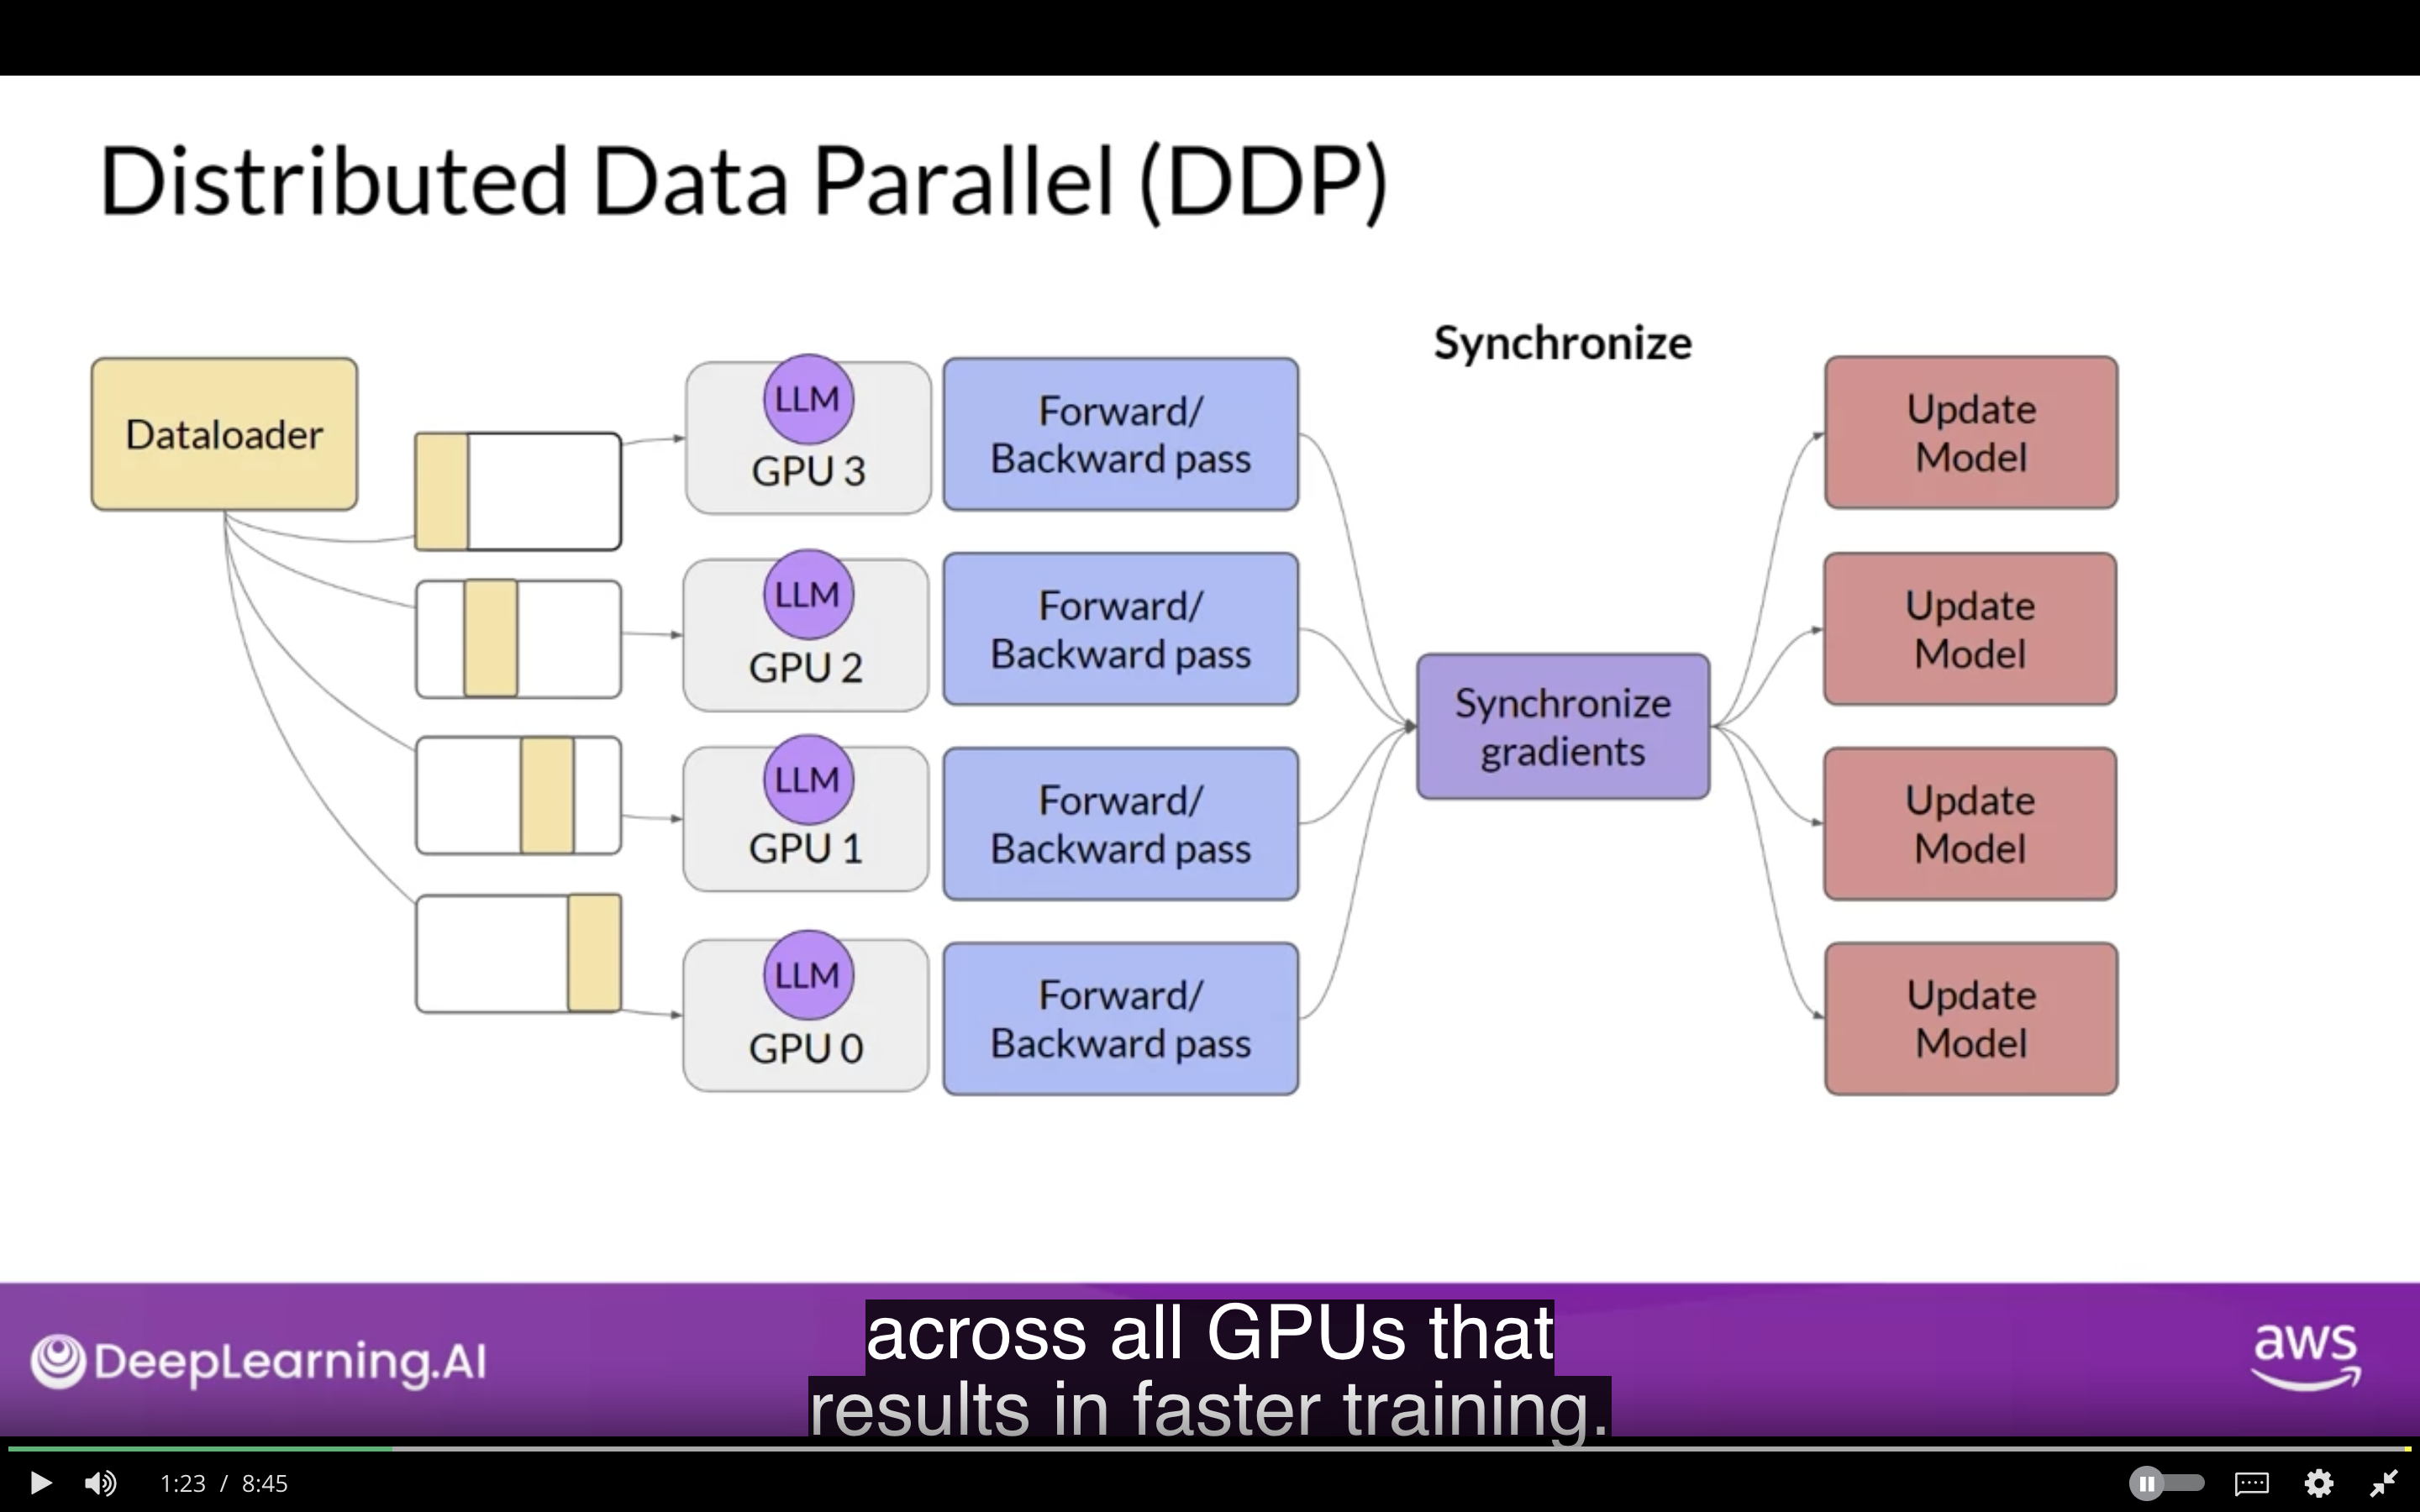 Distributed Data Parallel (DDP)
Synchronize
Dataloader
LLM
GPU 3
Forward/
Backward pass
Update
Model
LLM
GPU 2
Forward/
Backward pass
Update
Model
Synchronize
gradients
LLM
GPU 1
Forward/
Backward pass
Update
Model
LLM
GPU 0
Forward/
Backward pass
Update
Model
DeepLearning.AI
across all GPUs that
results in faster training.
aws
1:23 / 8:45